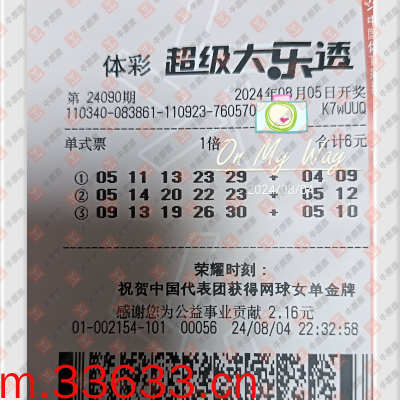 体彩 超级大乐透
第 24090期 2024年08月05日开奖
110340-083861-110923-760570 K7wUUQ
单式票 1倍 合计6元
On My Way
2024/08/04
① 05 11 13 23 29 + 04 09
② 05 14 20 22 23 + 05 12
③ 09 13 19 26 30 + 05 10
荣耀时刻:
祝贺中国代表团获得网球女单金牌
感谢您为公益事业贡献 2.16元
01-002154-101 00056 24/08/04 22:32:58
m.33633.cn